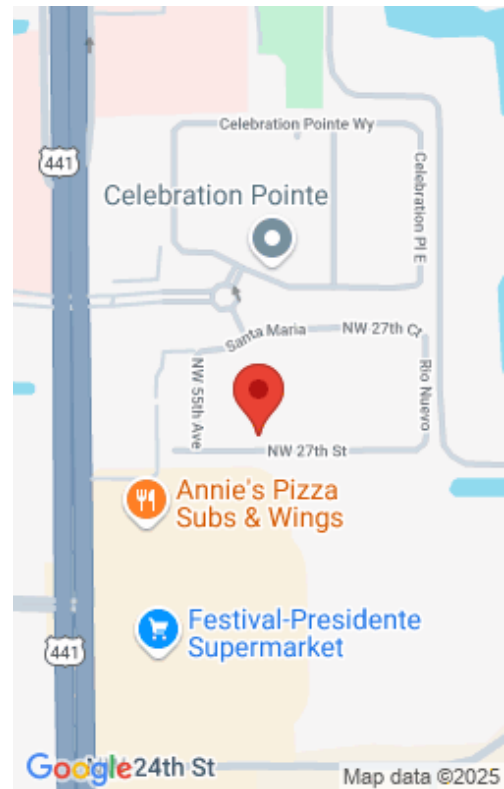 441
Celebration Pointe Wy
Celebration Pointe
Celebration Pl E
Santa Maria
NW 27th Ct
NW 55th Ave
Rio Nuevo
NW 27th St
Annie's Pizza
Subs & Wings
Festival-Presidente
Supermarket
441
Google
24th St
Map data ©2025